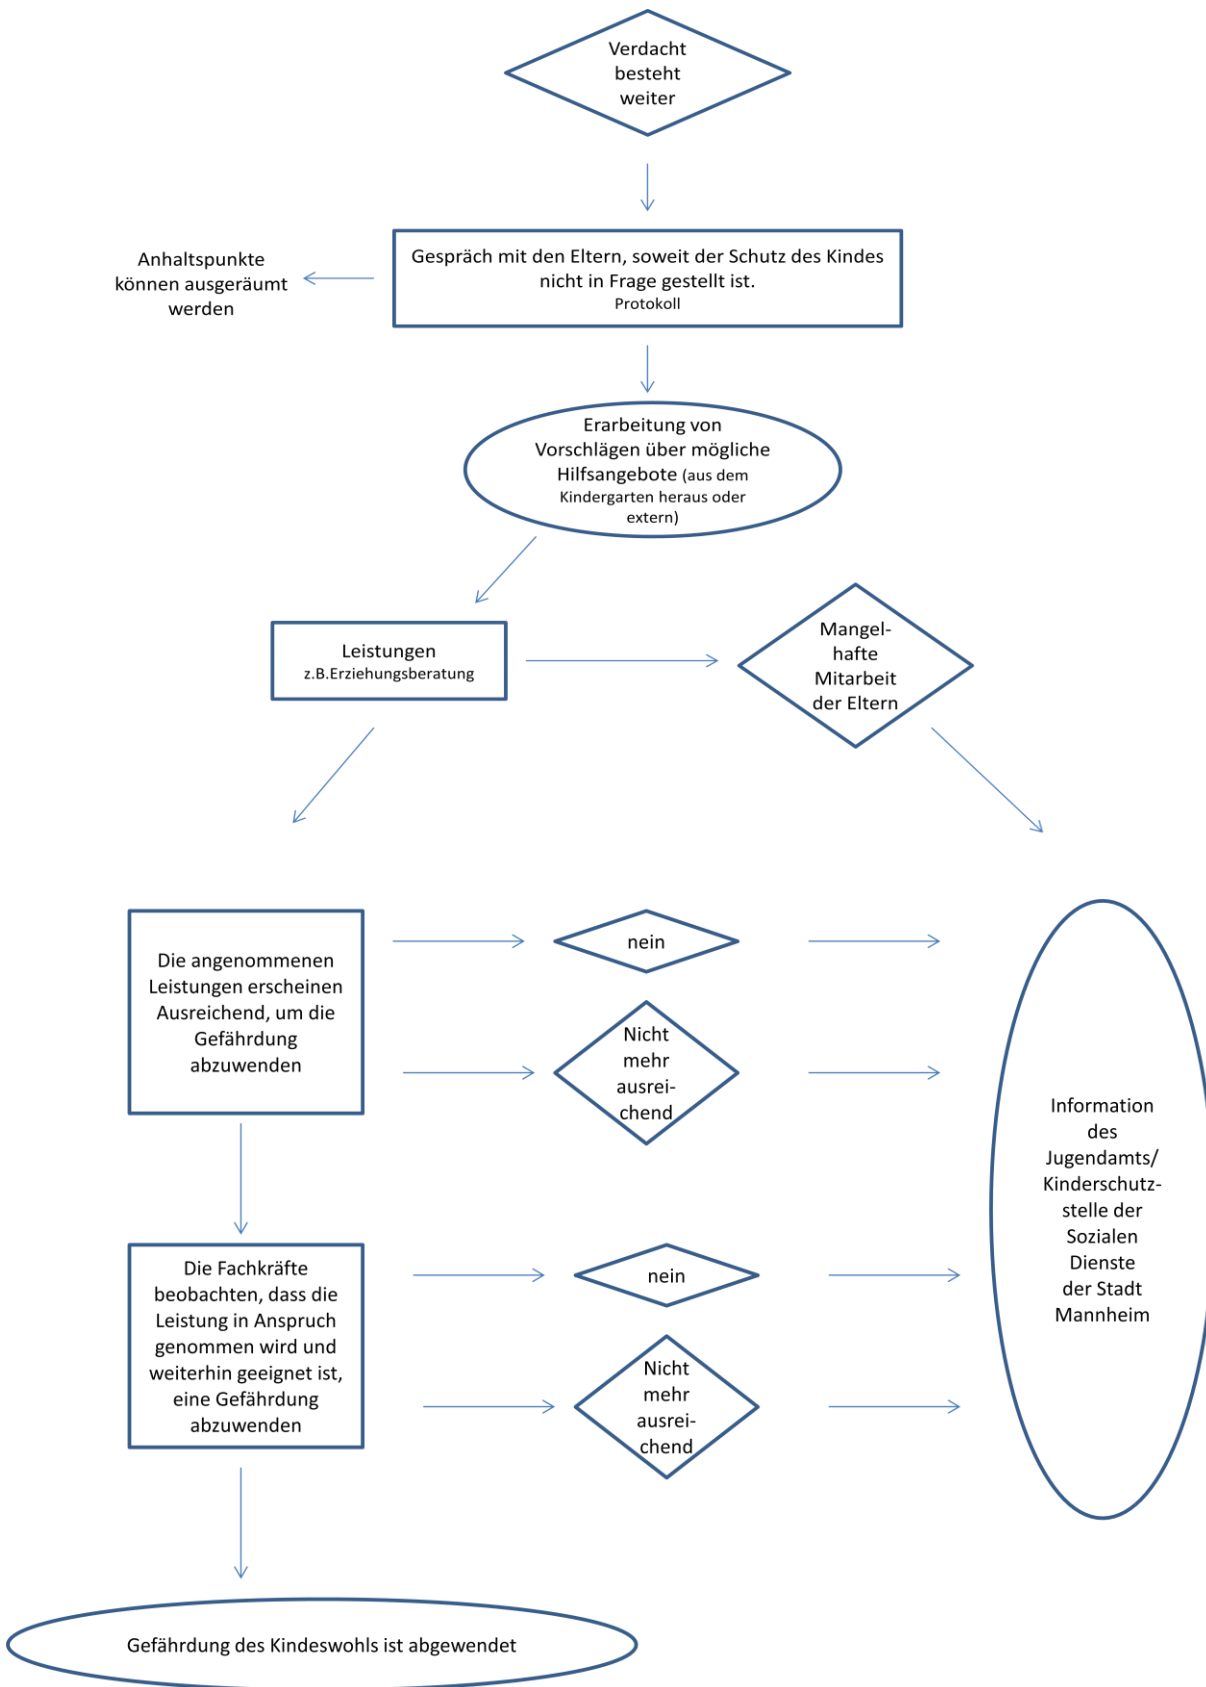 Verdacht
besteht
weiter
Gespräch mit den Eltern, soweit der Schutz des Kindes
nicht in Frage gestellt ist.
Protokoll
Anhaltspunkte
können ausgeräumt
werden
Erarbeitung von
Vorschlägen über mögliche
Hilfsangebote (aus dem
Kindergarten heraus oder
extern)
Leistungen
z.B.Erziehungsberatung
Mangel-
hafte
Mitarbeit
der Eltern
Die angenommenen
Leistungen erscheinen
Ausreichend, um die
Gefährdung
abzuwenden
nein
Nicht
mehr
ausrei-
chend
Information
des
Jugendamts/
Kinderschutz-
stelle der
Sozialen
Dienste
der Stadt
Mannheim
Die Fachkräfte
beobachten, dass die
Leistung in Anspruch
genommen wird und
weiterhin geeignet ist,
eine Gefährdung
abzuwenden
nein
Nicht
mehr
ausrei-
chend
Gefährdung des Kindeswohls ist abgewendet